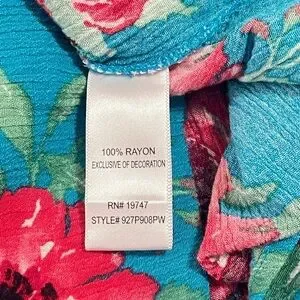 100% RAYON
EXCLUSIVE OF DECORATION
RN# 19747
STYLE# 927P908PW